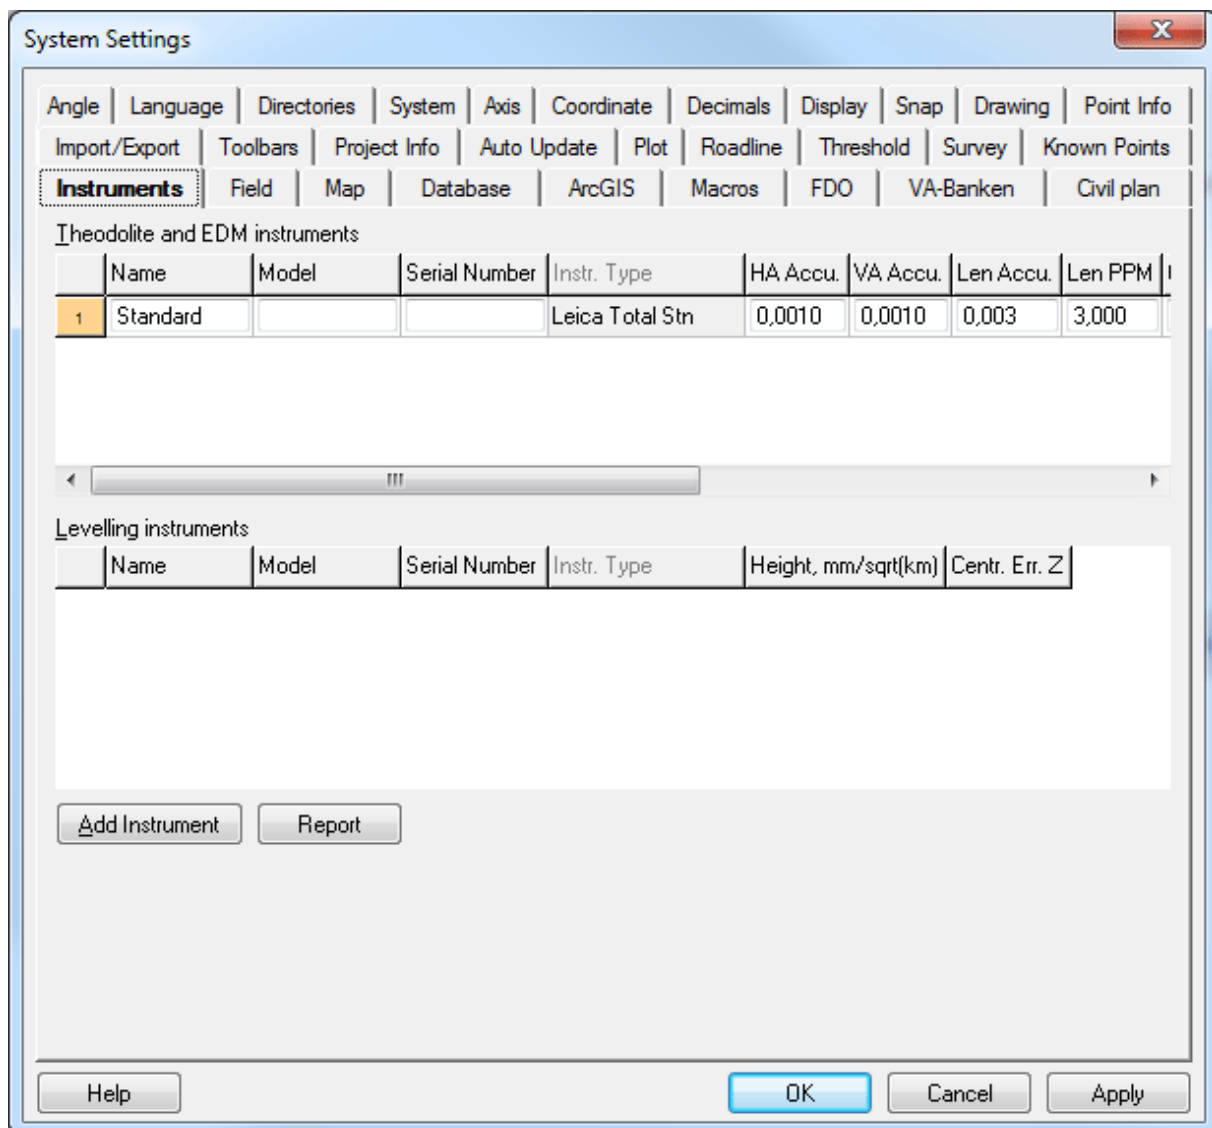 System Settings
Angle Language Directories System Axis Coordinate Decimals Display Snap Drawing Point Info
Import/Export Toolbars Project Info Auto Update Plot Roadline Threshold Survey Known Points
Instruments Field Map Database ArcGIS Macros FDO VA-Banken Civil plan
Theodolite and EDM instruments
Name Model Serial Number Instr. Type HA Accu. VA Accu. Len Accu. Len PPM
1 Standard Leica Total Stn 0,0010 0,0010 0,003 3,000
Levelling instruments
Name Model Serial Number Instr. Type Height, mm/sqrt(km) Centr. Err. Z
Add Instrument Report
Help OK Cancel Apply